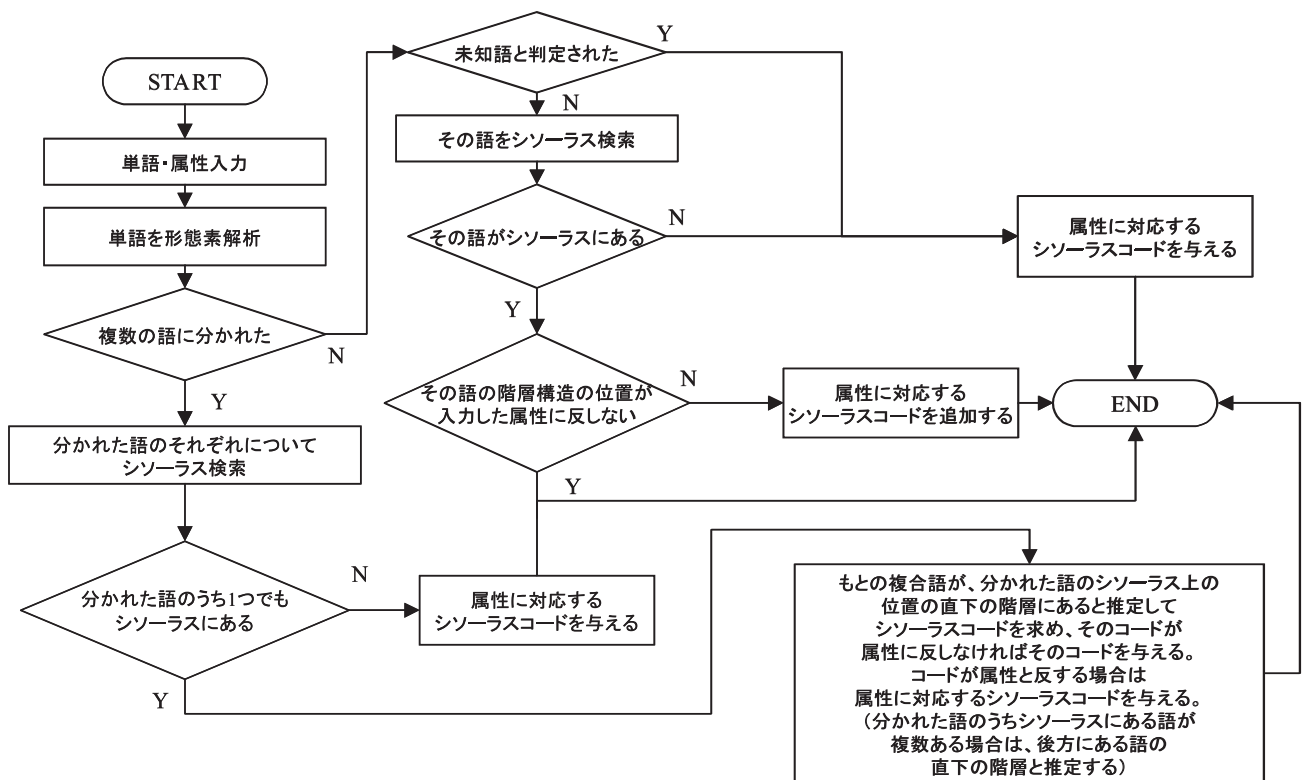 START
単語・属性入力
単語を形態素解析
複数の語に分かれた
N
Y
分かれた語のそれぞれについて
シソーラス検索
分かれた語のうち1つでも
シソーラスにある
N
Y
未知語と判定された
Y
N
その語をシソーラス検索
その語がシソーラスにある
N
Y
その語の階層構造の位置が
入力した属性に反しない
N
Y
属性に対応する
シソーラスコードを追加する
属性に対応する
シソーラスコードを与える
属性に対応する
シソーラスコードを与える
END
もとの複合語が、分かれた語のシソーラス上の
位置の直下の階層にあると推定して
シソーラスコードを求め、そのコードが
属性に反しなければそのコードを与える。
コードが属性と反する場合は
属性に対応するシソーラスコードを与える。
（分かれた語のうちシソーラスにある語が
複数ある場合は、後方にある語の
直下の階層と推定する）